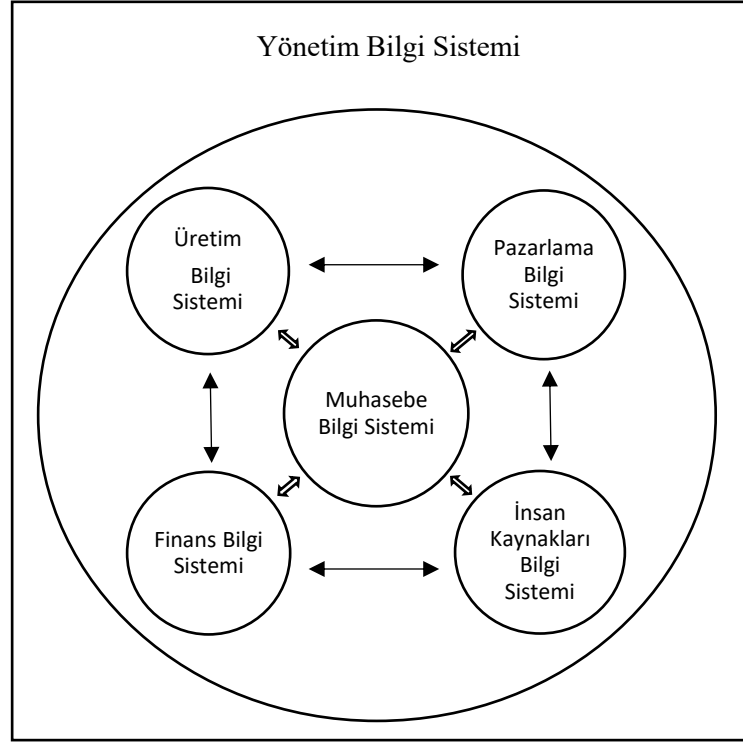 Yönetim Bilgi Sistemi
Üretim
Bilgi
Sistemi
Pazarlama
Bilgi
Sistemi
Muhasebe
Bilgi Sistemi
Finans Bilgi
Sistemi
İnsan
Kaynakları
Bilgi
Sistemi